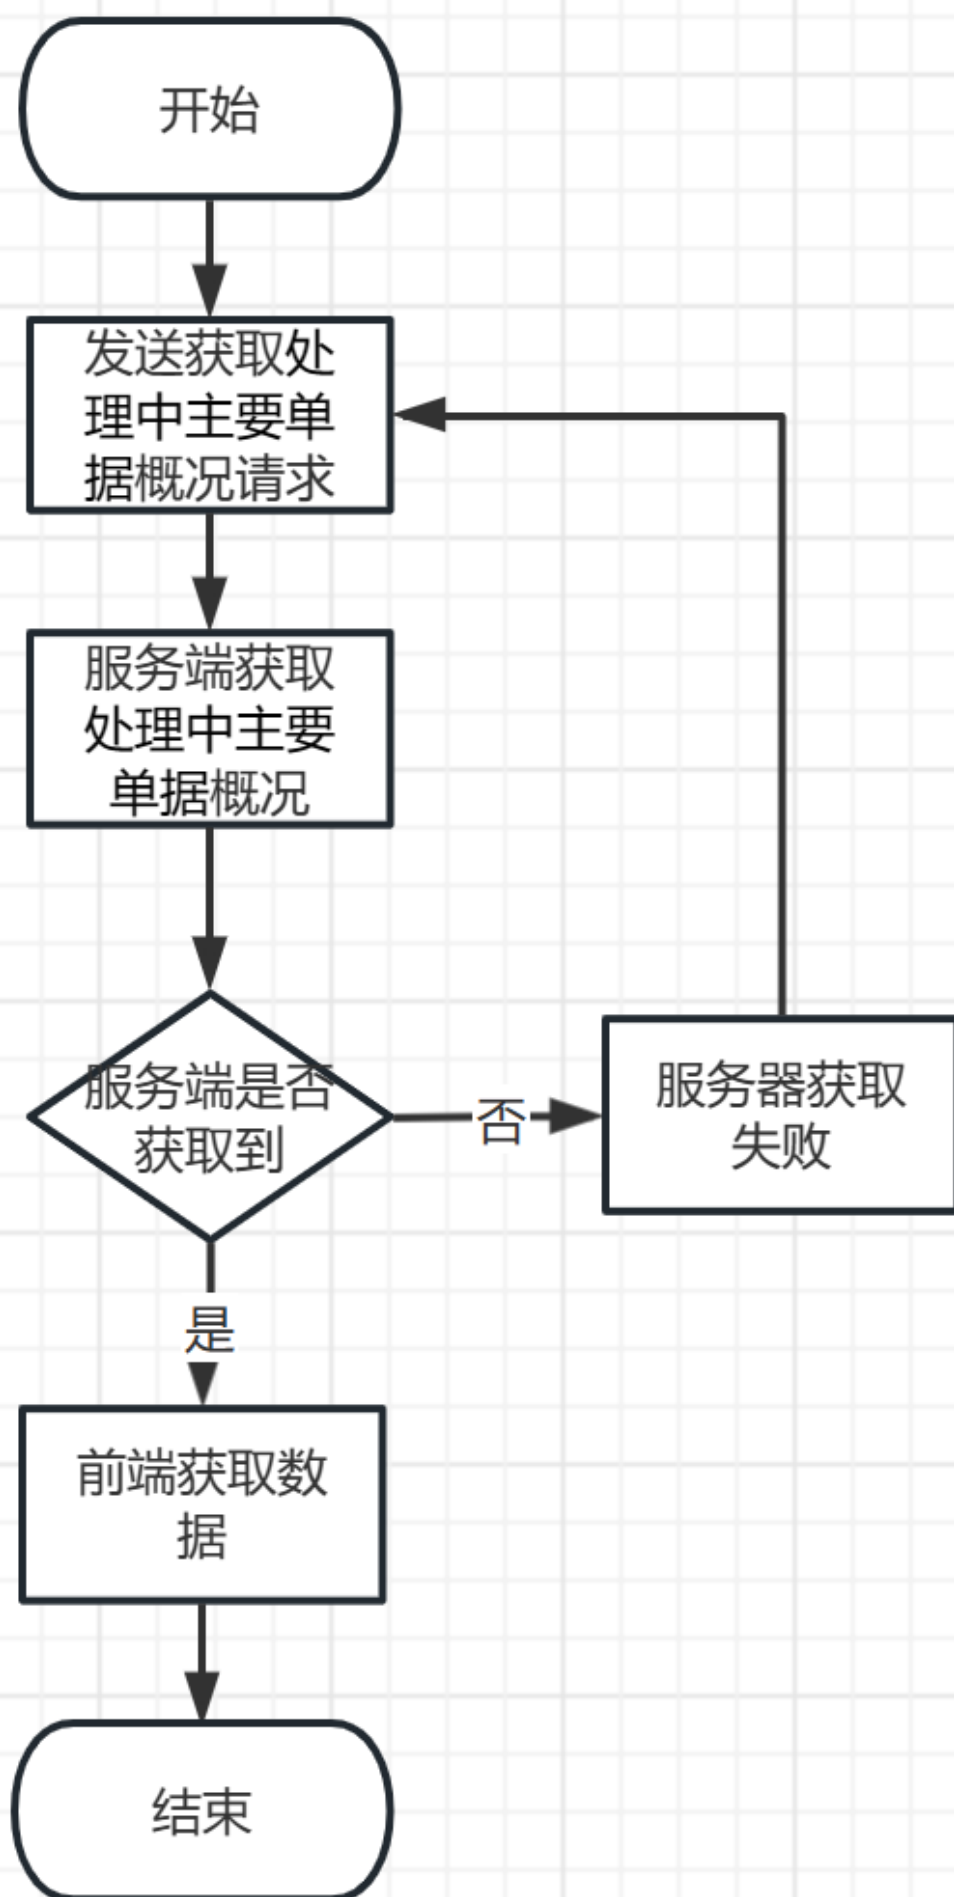 开始
发送获取处
理中主要单
据概况请求
服务端获取
处理中主要
单据概况
服务端是否
获取到
否
服务器获取
失败
是
前端获取数
据
结束